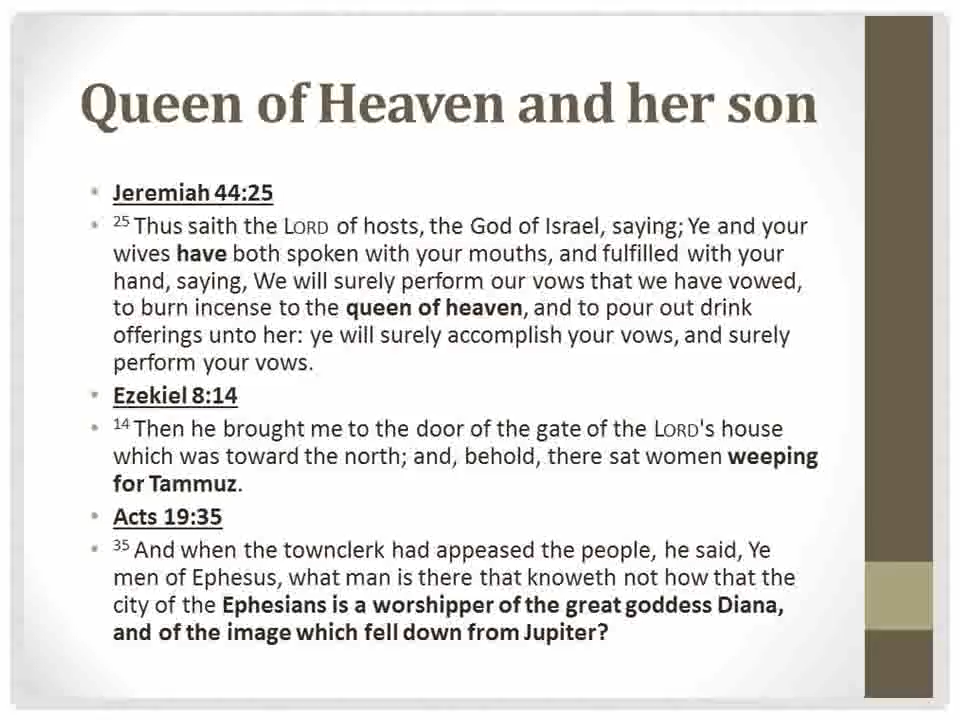 Queen of Heaven and her son
• Jeremiah 44:25
• 25 Thus saith the LORD of hosts, the God of Israel, saying; Ye and your
wives have both spoken with your mouths, and fulfilled with your
hand, saying, We will surely perform our vows that we have vowed,
to burn incense to the queen of heaven, and to pour out drink
offerings unto her: ye will surely accomplish your vows, and surely
perform your vows.
• Ezekiel 8:14
• 14 Then he brought me to the door of the gate of the LORD's house
which was toward the north; and, behold, there sat women weeping
for Tammuz.
• Acts 19:35
• 35 And when the townclerk had appeased the people, he said, Ye
men of Ephesus, what man is there that knoweth not how that the
city of the Ephesians is a worshipper of the great goddess Diana,
and of the image which fell down from Jupiter?